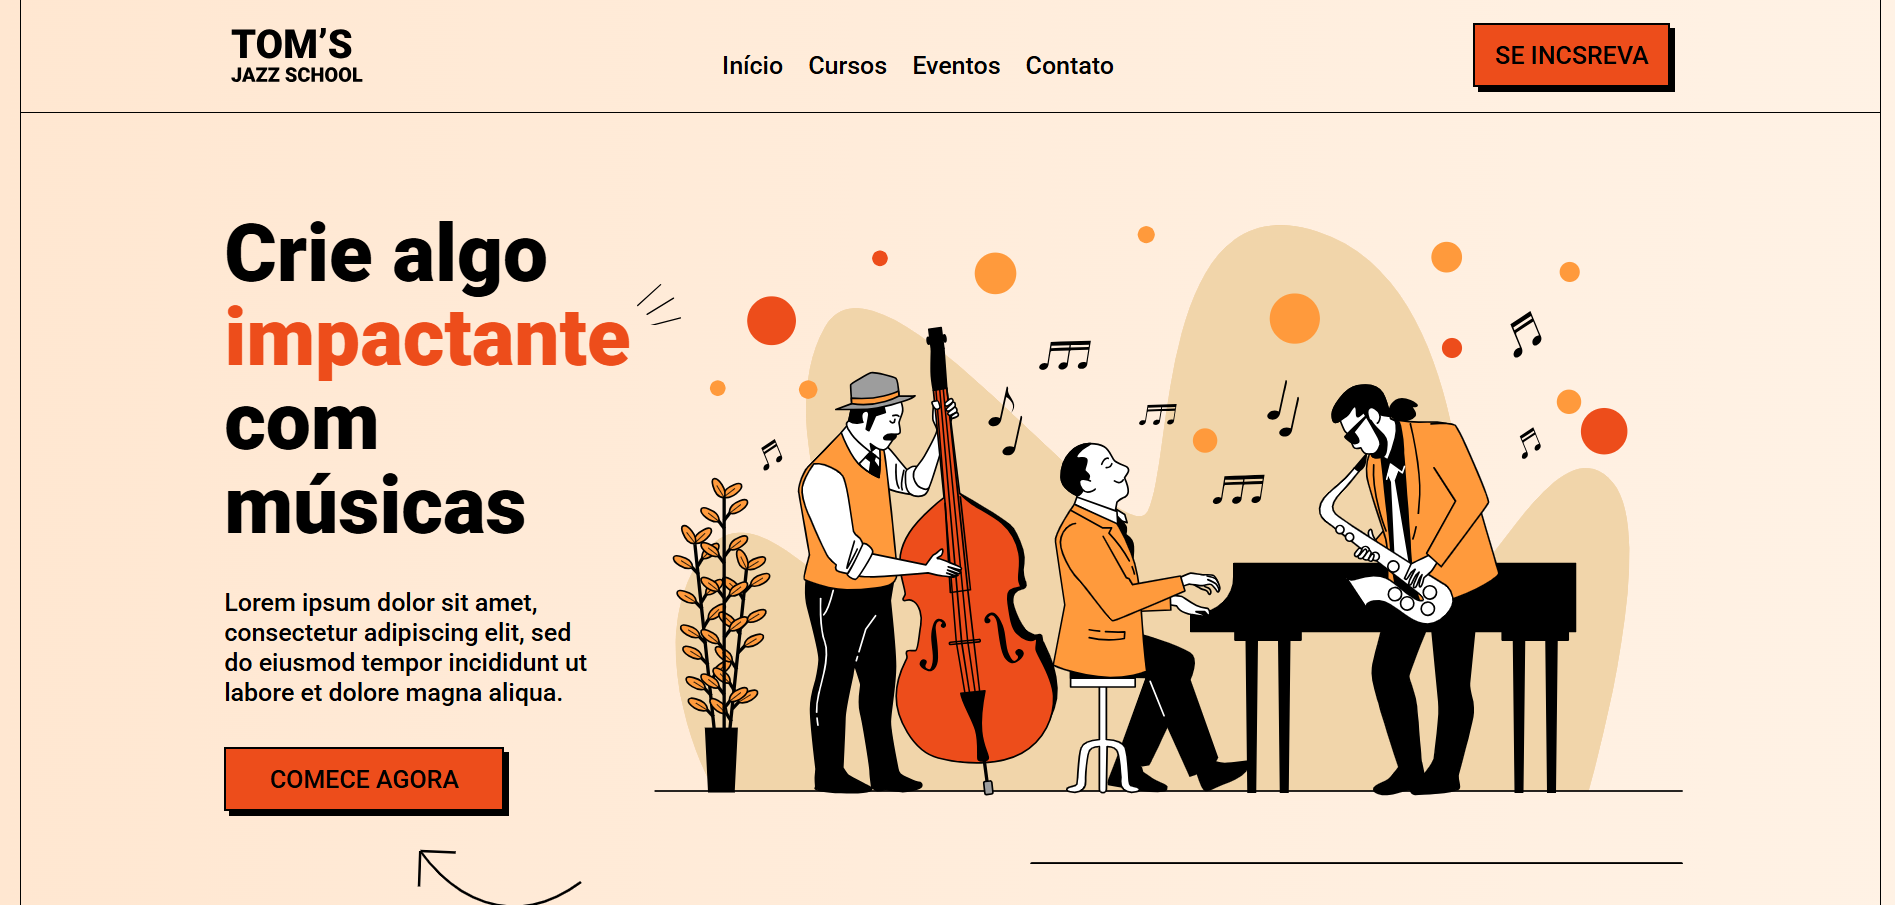 TOM’S
JAZZ SCHOOL
Início Cursos Eventos Contato
SE INCSREVA
Crie algo
impactante
com
músicas
Lorem ipsum dolor sit amet,
consectetur adipiscing elit, sed
do eiusmod tempor incididunt ut
labore et dolore magna aliqua.
COMECE AGORA